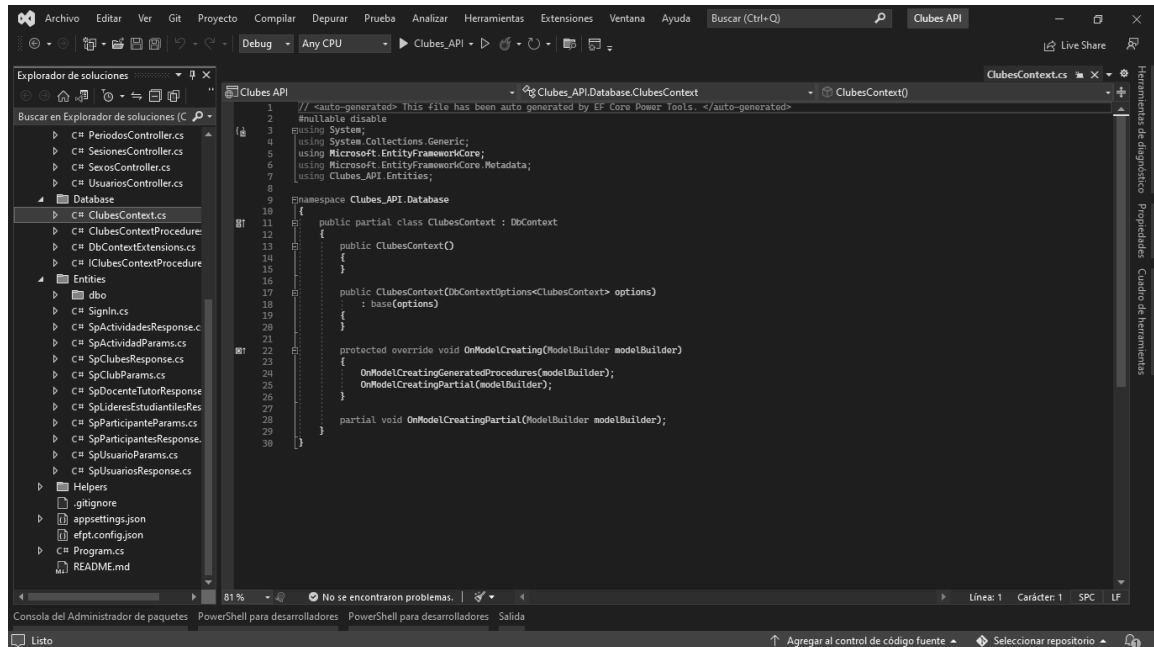 Archivo Editar Ver Git Proyecto Compilar Depurar Prueba Analizar Herramientas Extensiones Ventana Ayuda Buscar (Ctrl+Q) Clubes API
Debug Any CPU Clubes_API Live Share
Explorador de soluciones
Buscar en Explorador de soluciones (C
C# PeriodosController.cs
C# SesionesController.cs
C# SexosController.cs
C# UsuariosController.cs
Database
C# ClubesContext.cs
C# ClubesContextProcedures
C# DbContextExtensions.cs
C# IClubesContextProcedure
Entities
dbo
C# SignIn.cs
C# SpActividadesResponse.c
C# SpActividadParams.cs
C# SpClubesResponse.cs
C# SpClubParams.cs
C# SpDocenteTutorResponse
C# SpLideresEstudiantilesRes
C# SpParticipanteParams.cs
C# SpParticipantesResponse.
C# SpUsuarioParams.cs
C# SpUsuariosResponse.cs
Helpers
.gitignore
appsettings.json
efpt.config.json
C# Program.cs
README.md
ClubesContext.cs
Clubes API Clubes_API.Database.ClubesContext ClubesContext()
1 // <auto-generated> This file has been auto generated by EF Core Power Tools. </auto-generated>
2 #nullable disable
3 using System;
4 using System.Collections.Generic;
5 using Microsoft.EntityFrameworkCore;
6 using Microsoft.EntityFrameworkCore.Metadata;
7 using Clubes_API.Entities;
8
9 namespace Clubes_API.Database
10 {
11 public partial class ClubesContext : DbContext
12 {
13 public ClubesContext()
14 {
15 }
16
17 public ClubesContext(DbContextOptions<ClubesContext> options)
18 : base(options)
19 {
20 }
21
22 protected override void OnModelCreating(ModelBuilder modelBuilder)
23 {
24 OnModelCreatingGeneratedProcedures(modelBuilder);
25 OnModelCreatingPartial(modelBuilder);
26 }
27
28 partial void OnModelCreatingPartial(ModelBuilder modelBuilder);
29 }
30 }
Herramientas de diagnóstico
Propiedades
Cuadro de herramientas
81 % No se encontraron problemas. Línea: 1 Carácter: 1 SPC LF
Consola del Administrador de paquetes PowerShell para desarrolladores PowerShell para desarrolladores Salida
Listo Agregar al control de código fuente Seleccionar repositorio